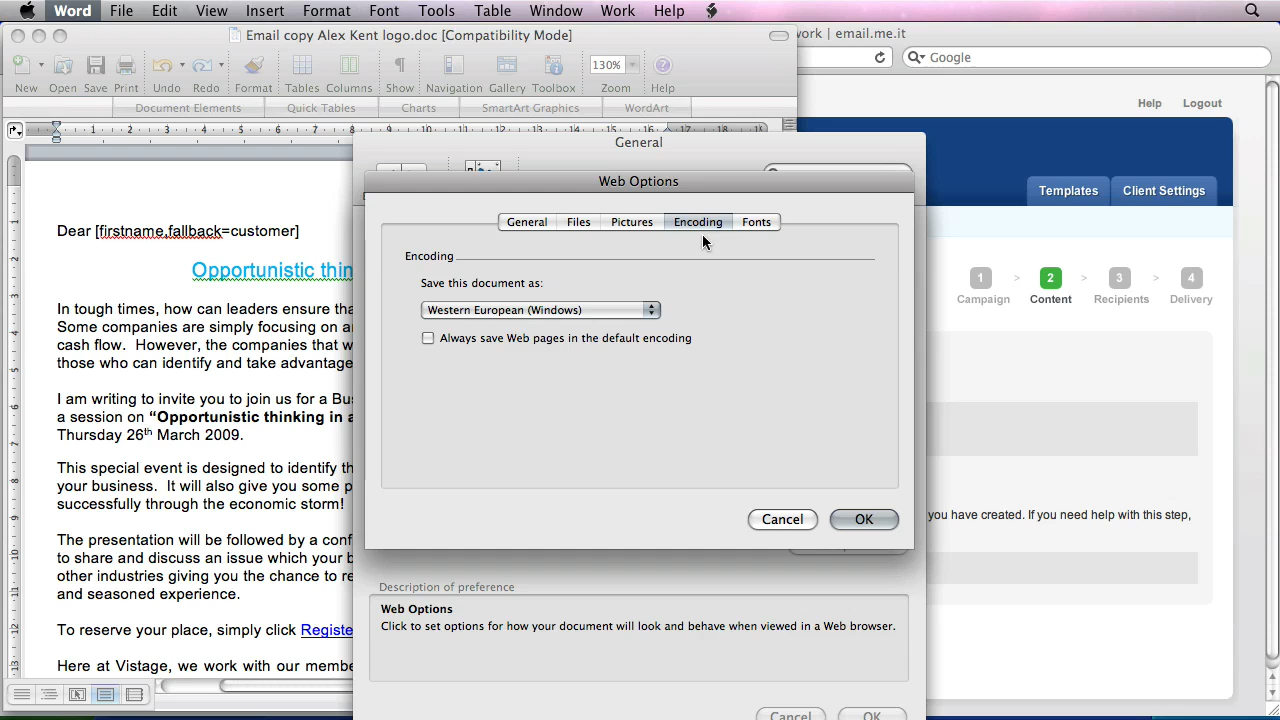 Word File Edit View Insert Format Font Tools Table Window Work Help
Email copy Alex Kent logo.doc [Compatibility Mode]
ork | email.me.it
130%
Google
New Open Save Print Undo Redo Format Tables Columns Show Navigation Gallery Toolbox Zoom Help
Document Elements Quick Tables Charts SmartArt Graphics WordArt
Help Logout
General
Web Options
Templates Client Settings
General Files Pictures Encoding Fonts
Dear [firstname,fallback=customer]
Encoding
Opportunistic thin
Save this document as:
1 > 2 > 3 > 4
Campaign Content Recipients Delivery
In tough times, how can leaders ensure tha
Western European (Windows)
Some companies are simply focusing on a
Always save Web pages in the default encoding
cash flow. However, the companies that w
those who can identify and take advantage
I am writing to invite you to join us for a Bus
a session on “Opportunistic thinking in a
Thursday 26th March 2009.
This special event is designed to identify th
your business. It will also give you some p
successfully through the economic storm!
Cancel OK
you have created. If you need help with this step,
The presentation will be followed by a conf
to share and discuss an issue which your b
other industries giving you the chance to re
and seasoned experience.
Description of preference
Web Options
Click to set options for how your document will look and behave when viewed in a Web browser.
To reserve your place, simply click Registe
Here at Vistage, we work with our membe
Cancel OK